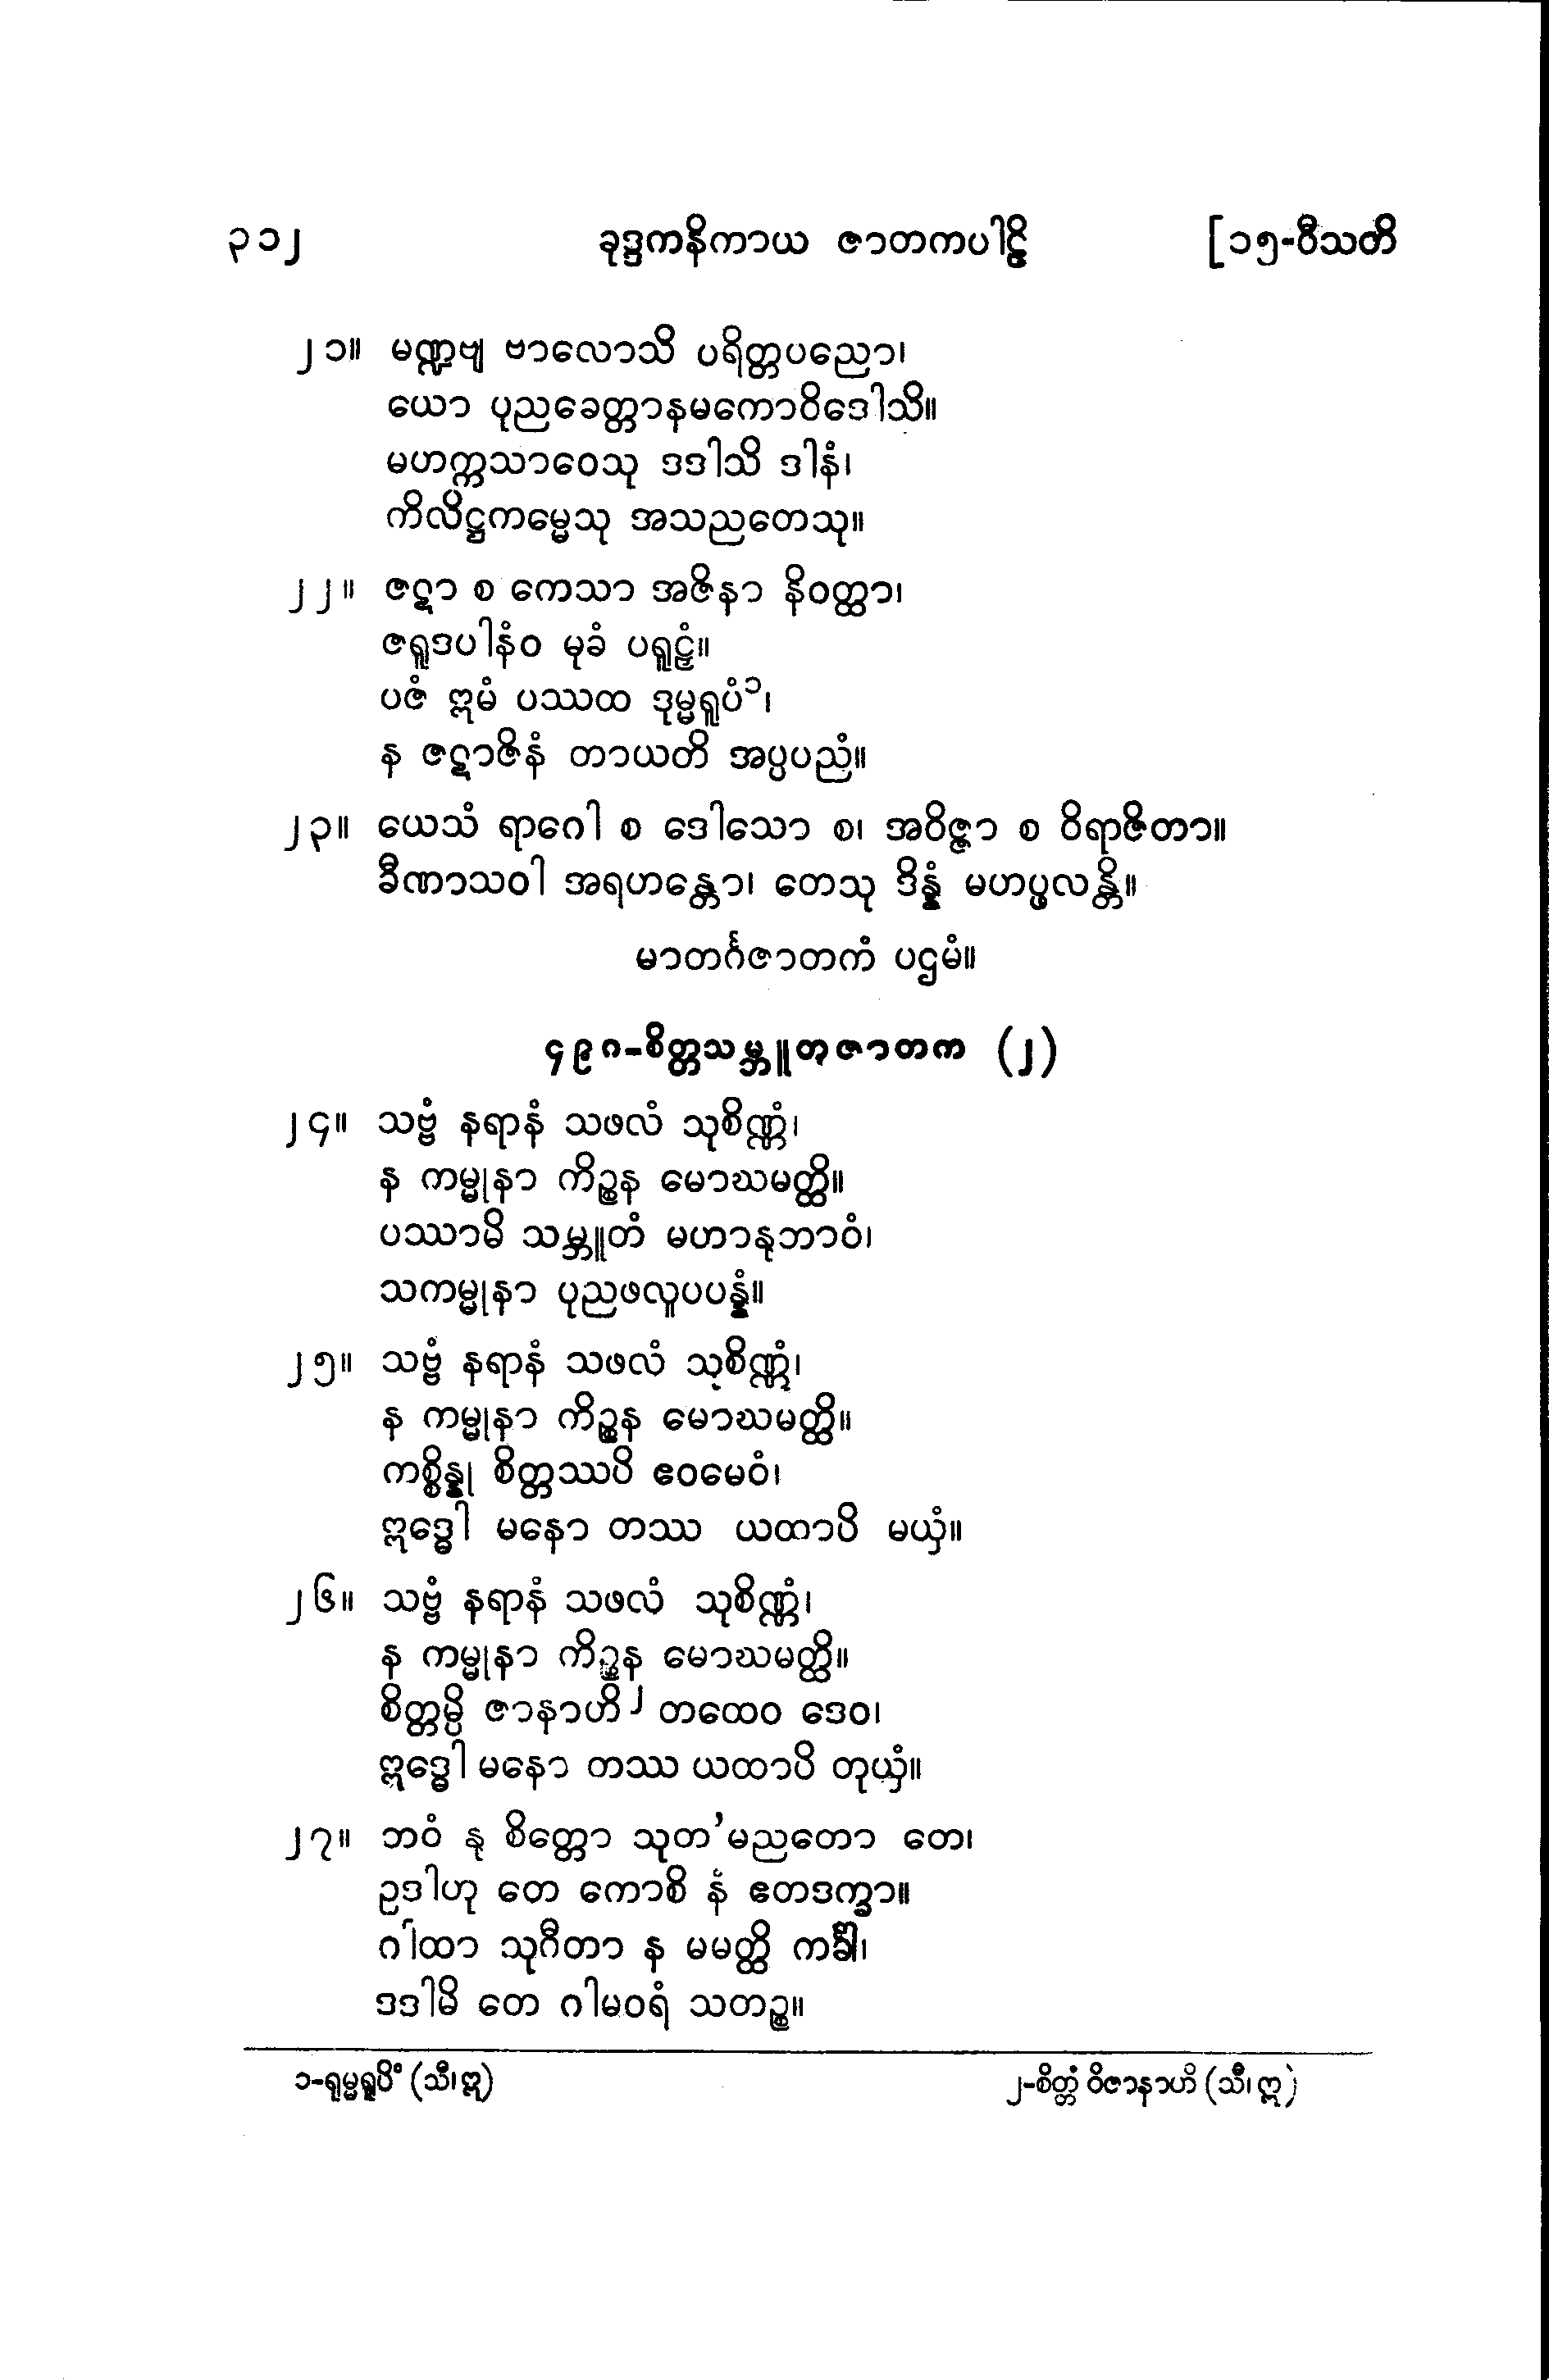 ၃၁၂ ခုဒ္ဒကနိကာယ ဇာတကပါဠိ [၁၅-ဝီသတိ
၂၁။ မဏ္ဍဗျ ဗာလောသိ ပရိတ္တပညော၊
ယော ပုညခေတ္တာနမကောဝိဒေါသိ။
မဟက္ကသာဝေသု ဒဒါသိ ဒါနံ၊
ကိလိဋ္ဌကမ္မေသု အသညတေသု။
၂၂။ ဇဋာ စ ကေသာ အဇိနာ နိဝတ္ထာ၊
ဇရူဒပါနံဝ မုခံ ပရူဠှံ။
ပဇံ ဣမံ ပဿထ ဒုမ္မရူပံ၁၊
န ဇဋာဇိနံ တာယတိ အပ္ပပညံ။
၂၃။ ယေသံ ရာဂေါ စ ဒေါသော စ၊ အဝိဇ္ဇာ စ ဝိရာဇိတာ။
ခီဏာသဝါ အရဟန္တော၊ တေသု ဒိန္နံ မဟပ္ဖလန္တိ။
မာတင်္ဂဇာတကံ ပဌမံ။
၄၉၈-စိတ္တသမ္ဘူတဇာတက (၂)
၂၄။ သဗ္ဗံ နရာနံ သဖလံ သုစိဏ္ဏံ၊
န ကမ္မုနာ ကိဉ္စန မောဃမတ္ထိ။
ပဿာမိ သမ္ဘူတံ မဟာနုဘာဝံ၊
သကမ္မုနာ ပုညဖလူပပန္နံ။
၂၅။ သဗ္ဗံ နရာနံ သဖလံ သုစိဏ္ဏံ၊
န ကမ္မုနာ ကိဉ္စန မောဃမတ္ထိ။
ကစ္စိန္နု စိတ္တဿပိ ဧဝမေဝံ၊
ဣဒ္ဓေါ မနော တဿ ယထာပိ မယှံ။
၂၆။ သဗ္ဗံ နရာနံ သဖလံ သုစိဏ္ဏံ၊
န ကမ္မုနာ ကိဉ္စန မောဃမတ္ထိ။
စိတ္တမ္ပိ ဇာနာဟိ၂ တထေဝ ဒေဝ၊
ဣဒ္ဓေါ မနော တဿ ယထာပိ တုယှံ။
၂၇။ ဘဝံ နု စိတ္တော သုတ'မညတော တေ၊
ဥဒါဟု တေ ကောစိ နံ ဧတဒက္ခာ။
ဂါထာ သုဂီတာ န မမတ္ထိ ကင်္ခါ၊
ဒဒါမိ တေ ဂါမဝရံ သတဉ္စ။
၁-ရုမ္မရူပိံ (သီ၊ဣ) ၂-စိတ္တံ ဝိဇာနာဟိ (သီ၊ ဣ)